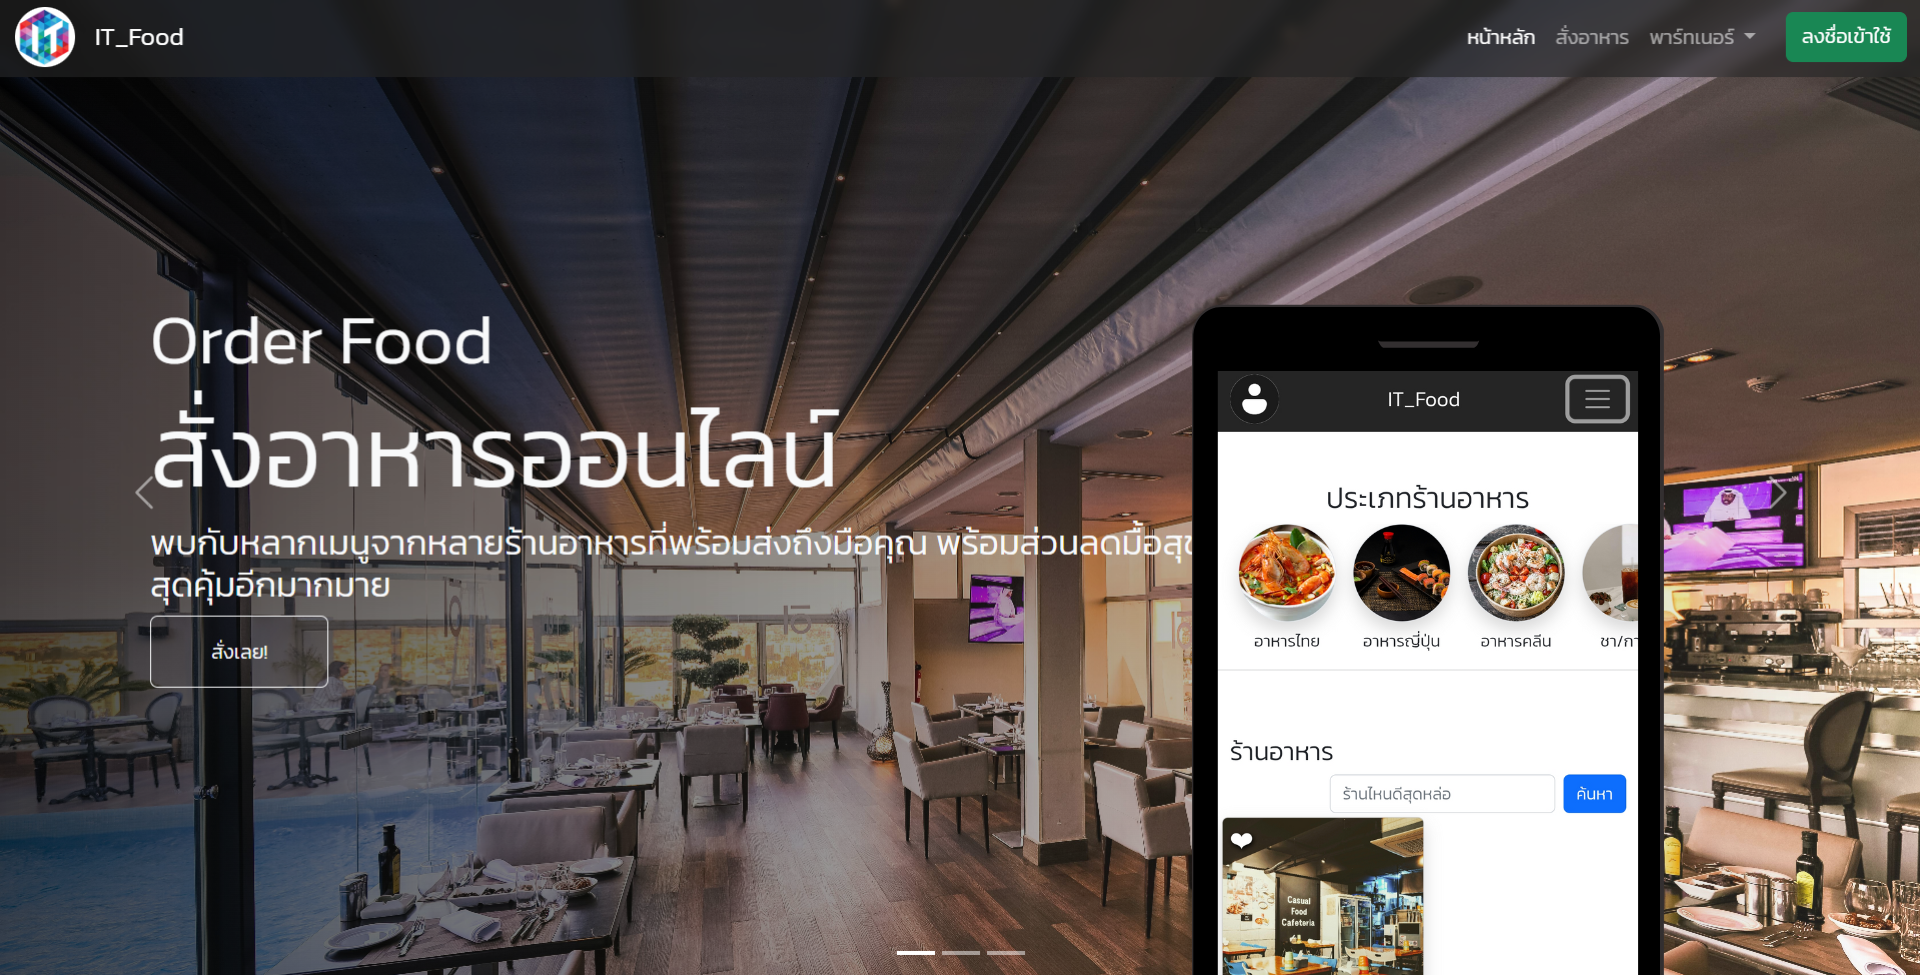 IT_Food
หน้าหลัก
สั่งอาหาร
พาร์ทเนอร์
ลงชื่อเข้าใช้
Order Food
สั่งอาหารออนไลน์
พบกับหลากเมนูจากหลายร้านอาหารที่พร้อมส่งถึงมือคุณ พร้อมส่วนลดมื้อสุข
สุดคุ้มอีกมากมาย
สั่งเลย!
IT_Food
ประเภทร้านอาหาร
อาหารไทย
อาหารญี่ปุ่น
อาหารคลีน
ชา/กา
ร้านอาหาร
ร้านไหนดีสุดหล่อ
ค้นหา
Casual
Food
Cafeteria